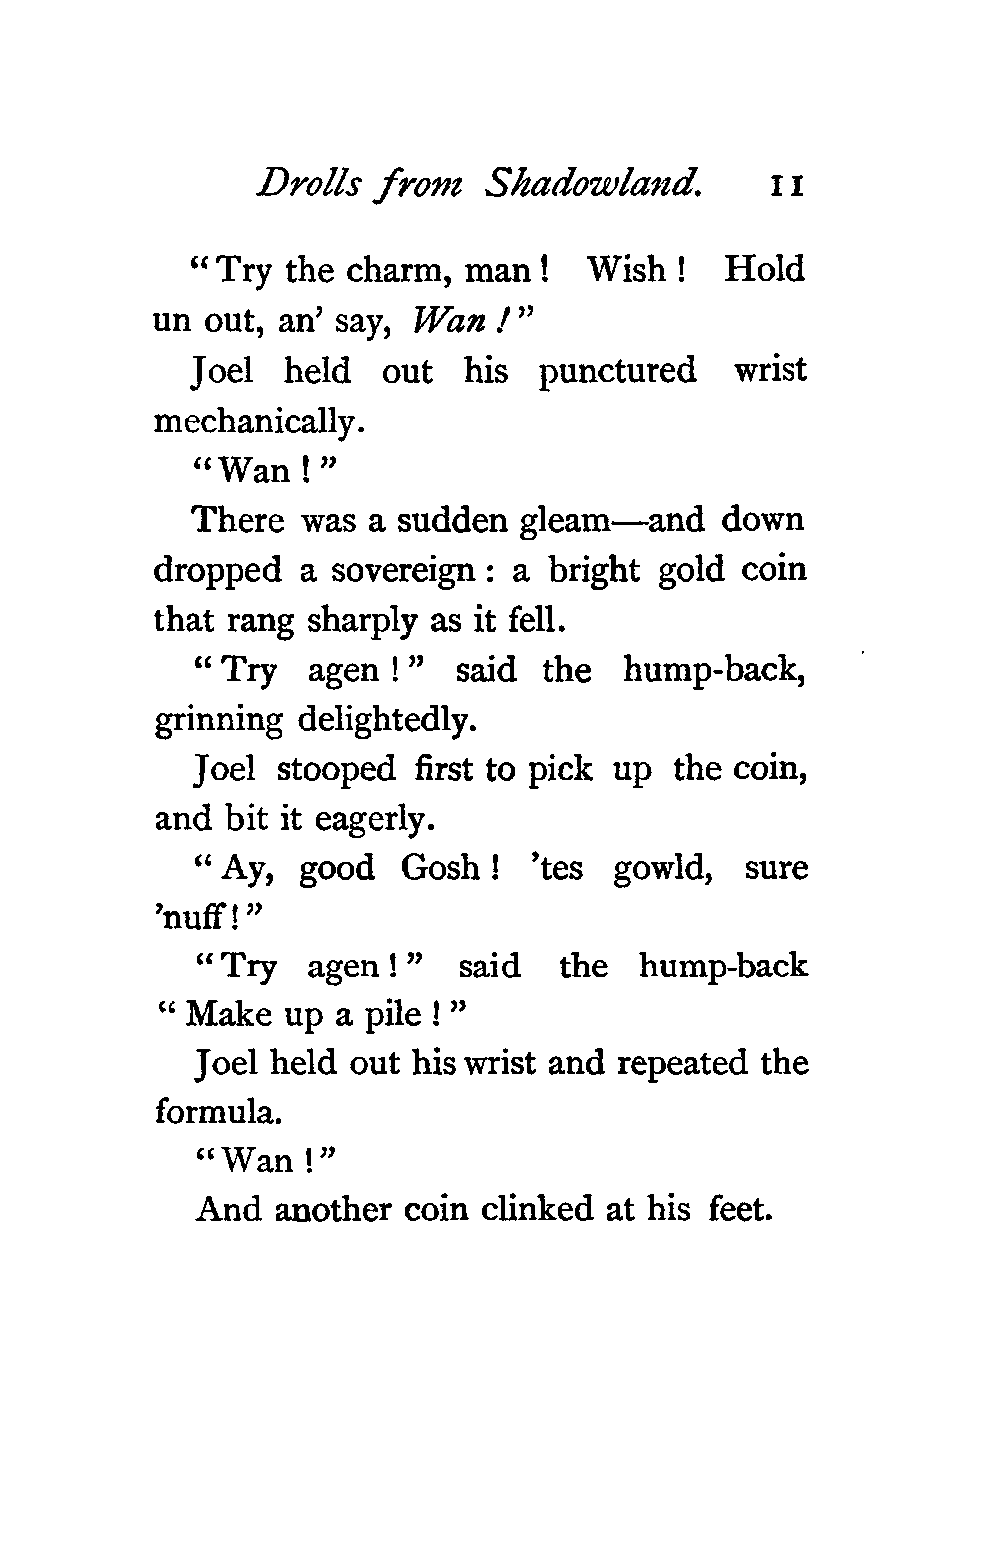 Drolls from Shadowland. 11
“Try the charm, man! Wish! Hold
un out, an’ say, Wan!”
Joel held out his punctured wrist
mechanically.
“Wan!”
There was a sudden gleam—and down
dropped a sovereign: a bright gold coin
that rang sharply as it fell.
“Try agen!” said the hump-back,
grinning delightedly.
Joel stooped first to pick up the coin,
and bit it eagerly.
“Ay, good Gosh! ’tes gowld, sure
’nuff!”
“Try agen!” said the hump-back
“Make up a pile!”
Joel held out his wrist and repeated the
formula.
“Wan!”
And another coin clinked at his feet.